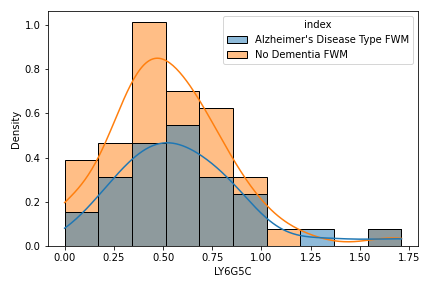 index
Alzheimer's Disease Type FWM
No Dementia FWM
Density
1.0
0.8
0.6
0.4
0.2
0.0
0.00 0.25 0.50 0.75 1.00 1.25 1.50 1.75
LY6G5C